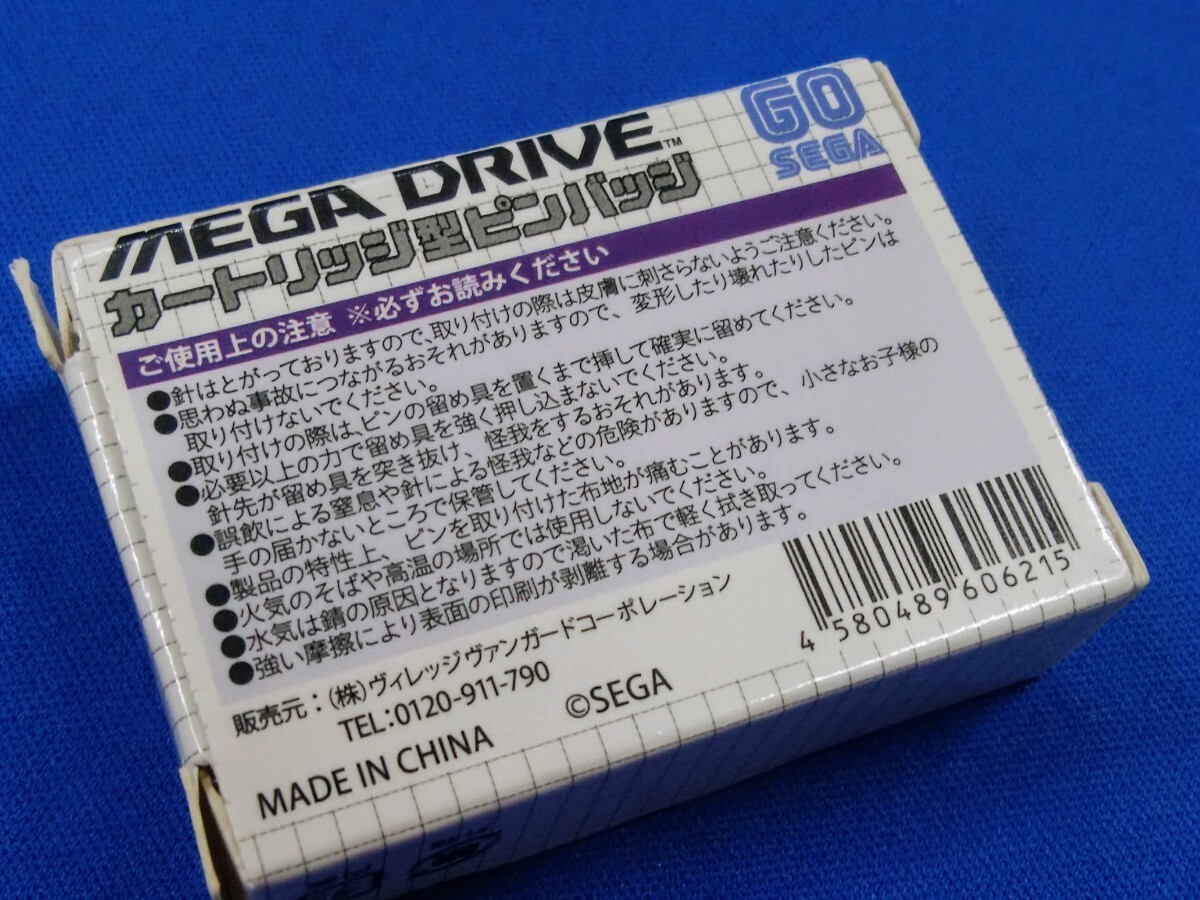 MEGA DRIVE™
カートリッジ型ピンバッジ
GO
SEGA
ご使用上の注意 ※必ずお読みください
●針はとがっておりますので、取り付けの際は皮膚に刺さらないようご注意ください。
●思わぬ事故につながるおそれがありますので、変形したり壊れたりしたピンは
取り付けないでください。
●取り付けの際は、ピンの留め具を置くまで挿して確実に留めてください。
●必要以上の力で留め具を強く押し込まないでください。
針先が留め具を突き抜け、怪我をするおそれがあります。
●誤飲による窒息や針による怪我などの危険がありますので、小さなお子様の
手の届かないところで保管してください。
●製品の特性上、ピンを取り付けた布地が痛むことがあります。
●火気のそばや高温の場所では使用しないでください。
●水気は錆の原因となりますので渇いた布で軽く拭き取ってください。
●強い摩擦により表面の印刷が剥離する場合があります。
販売元：(株)ヴィレッジヴァンガードコーポレーション
TEL:0120-911-790
©SEGA
MADE IN CHINA
4 580489 606215